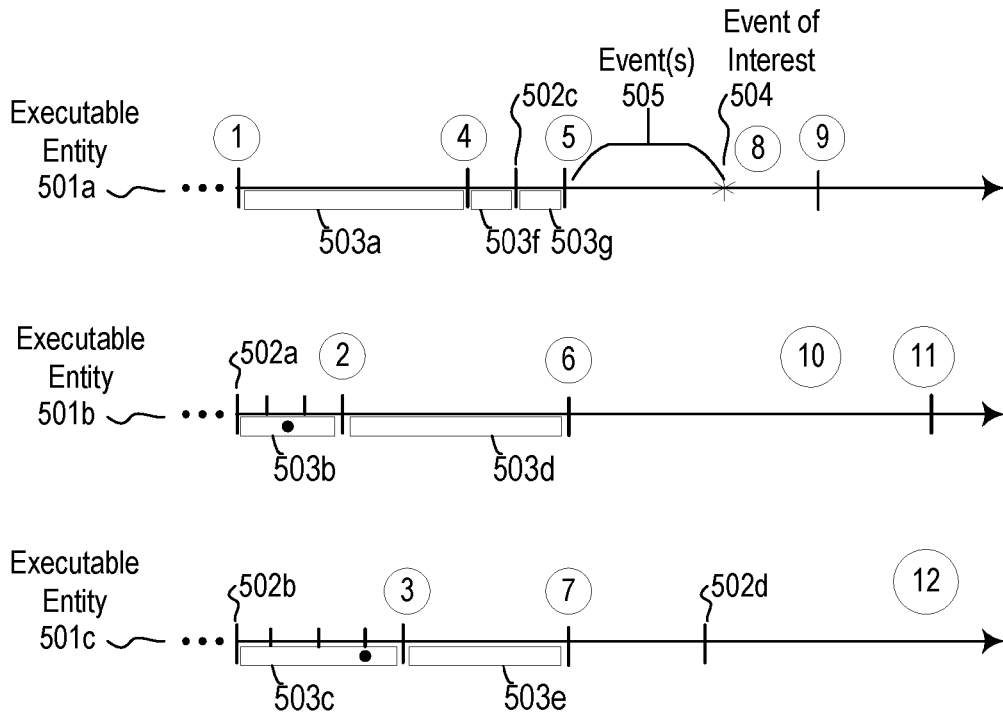 Executable
Entity
501a
1
4
502c
5
Event(s)
505
Event of
Interest
504
8
9
503a
503f
503g
Executable
Entity
501b
502a
2
6
10
11
503b
503d
Executable
Entity
501c
502b
3
7
502d
12
503c
503e